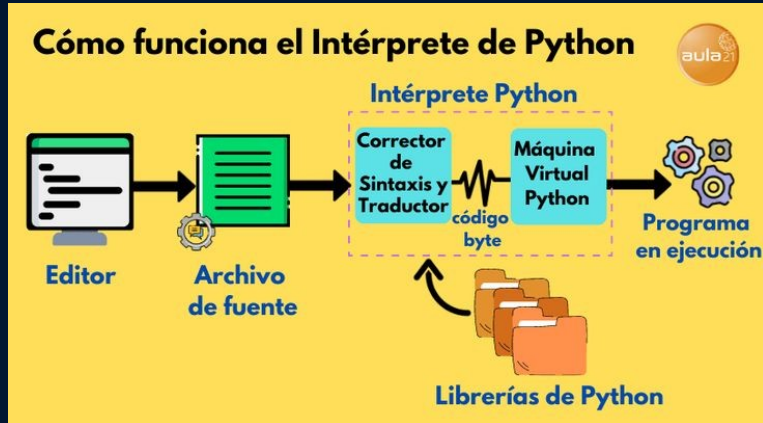 Cómo funciona el Intérprete de Python
aula21
Intérprete Python
Corrector
de
Sintaxis y
Traductor
código
byte
Máquina
Virtual
Python
Editor
Archivo
de fuente
Programa
en ejecución
Librerías de Python